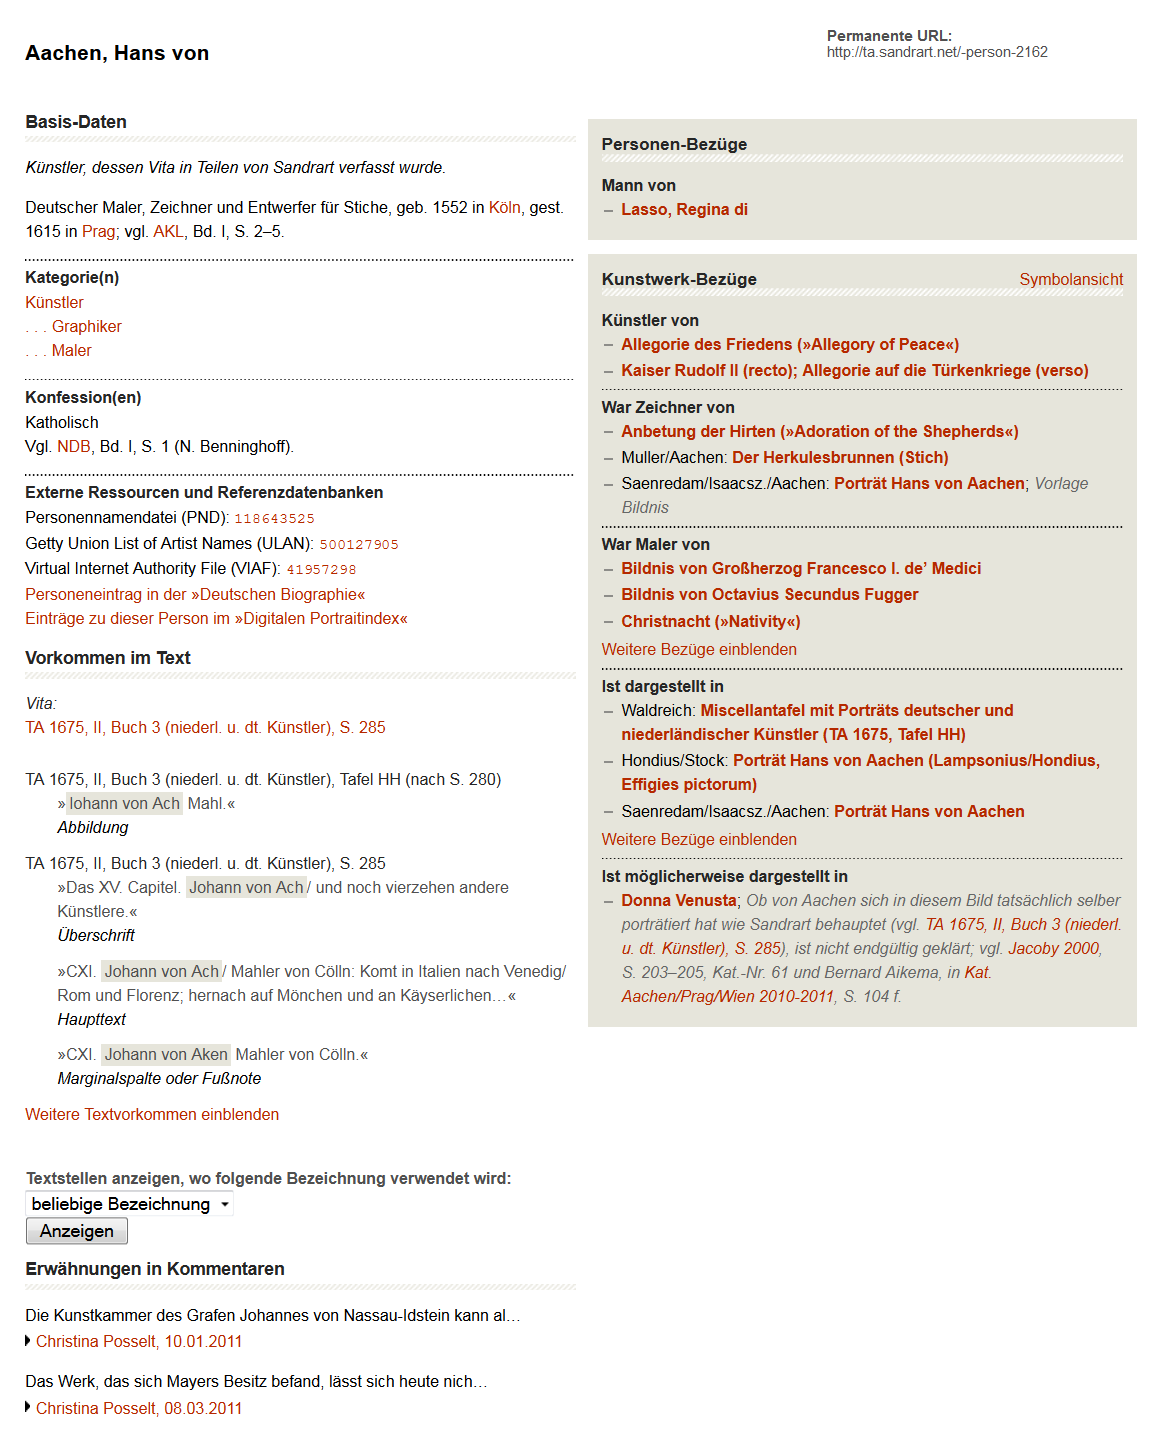 Aachen, Hans von
Permanente URL:
http://ta.sandrart.net/-person-2162
Basis-Daten
Künstler, dessen Vita in Teilen von Sandrart verfasst wurde.
Deutscher Maler, Zeichner und Entwerfer für Stiche, geb. 1552 in Köln, gest.
1615 in Prag; vgl. AKL, Bd. I, S. 2–5.
Kategorie(n)
Künstler
. . . Graphiker
. . . Maler
Konfession(en)
Katholisch
Vgl. NDB, Bd. I, S. 1 (N. Benninghoff).
Externe Ressourcen und Referenzdatenbanken
Personennamendatei (PND): 118643525
Getty Union List of Artist Names (ULAN): 500127905
Virtual Internet Authority File (VIAF): 41957298
Personeneintrag in der »Deutschen Biographie«
Einträge zu dieser Person im »Digitalen Portraitindex«
Vorkommen im Text
Vita:
TA 1675, II, Buch 3 (niederl. u. dt. Künstler), S. 285
TA 1675, II, Buch 3 (niederl. u. dt. Künstler), Tafel HH (nach S. 280)
»Iohann von Ach Mahl.«
Abbildung
TA 1675, II, Buch 3 (niederl. u. dt. Künstler), S. 285
»Das XV. Capitel. Johann von Ach/ und noch vierzehen andere
Künstlere.«
Überschrift
»CXI. Johann von Ach/ Mahler von Cölln: Komt in Italien nach Venedig/
Rom und Florenz; hernach auf Mönchen und an Käyserlichen…«
Haupttext
»CXI. Johann von Aken Mahler von Cölln.«
Marginalspalte oder Fußnote
Weitere Textvorkommen einblenden
Textstellen anzeigen, wo folgende Bezeichnung verwendet wird:
beliebige Bezeichnung
Anzeigen
Erwähnungen in Kommentaren
Die Kunstkammer des Grafen Johannes von Nassau-Idstein kann al…
Christina Posselt, 10.01.2011
Das Werk, das sich Mayers Besitz befand, lässt sich heute nich…
Christina Posselt, 08.03.2011
Personen-Bezüge
Mann von
– Lasso, Regina di
Kunstwerk-Bezüge Symbolansicht
Künstler von
– Allegorie des Friedens (»Allegory of Peace«)
– Kaiser Rudolf II (recto); Allegorie auf die Türkenkriege (verso)
War Zeichner von
– Anbetung der Hirten (»Adoration of the Shepherds«)
– Muller/Aachen: Der Herkulesbrunnen (Stich)
– Saenredam/Isaacsz./Aachen: Porträt Hans von Aachen; Vorlage
Bildnis
War Maler von
– Bildnis von Großherzog Francesco I. de’ Medici
– Bildnis von Octavius Secundus Fugger
– Christnacht (»Nativity«)
Weitere Bezüge einblenden
Ist dargestellt in
– Waldreich: Miscellantafel mit Porträts deutscher und
niederländischer Künstler (TA 1675, Tafel HH)
– Hondius/Stock: Porträt Hans von Aachen (Lampsonius/Hondius,
Effigies pictorum)
– Saenredam/Isaacsz./Aachen: Porträt Hans von Aachen
Weitere Bezüge einblenden
Ist möglicherweise dargestellt in
– Donna Venusta; Ob von Aachen sich in diesem Bild tatsächlich selber
porträtiert hat wie Sandrart behauptet (vgl. TA 1675, II, Buch 3 (niederl.
u. dt. Künstler), S. 285), ist nicht endgültig geklärt; vgl. Jacoby 2000,
S. 203–205, Kat.-Nr. 61 und Bernard Aikema, in Kat.
Aachen/Prag/Wien 2010-2011, S. 104 f.